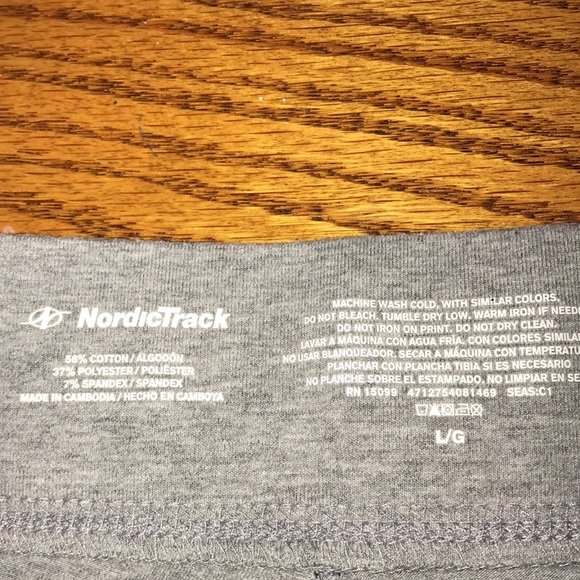 NordicTrack
56% COTTON / ALGODÓN
37% POLYESTER / POLIÉSTER
7% SPANDEX / SPANDEX
MADE IN CAMBODIA / HECHO EN CAMBOYA
MACHINE WASH COLD, WITH SIMILAR COLORS.
DO NOT BLEACH. TUMBLE DRY LOW. WARM IRON IF
DO NOT IRON ON PRINT. DO NOT DRY CLEAN.
LAVAR A MÁQUINA CON AGUA FRÍA. CON COLORES
NO USAR BLANQUEADOR. SECAR A MÁQUINA CON
PLANCHAR CON PLANCHA TIBIA SI ES NECESARIO
NO PLANCHE SOBRE EL ESTAMPADO. NO LIMPIAR EN
RN 15099 4712754081469 SEAS:C1
L/G